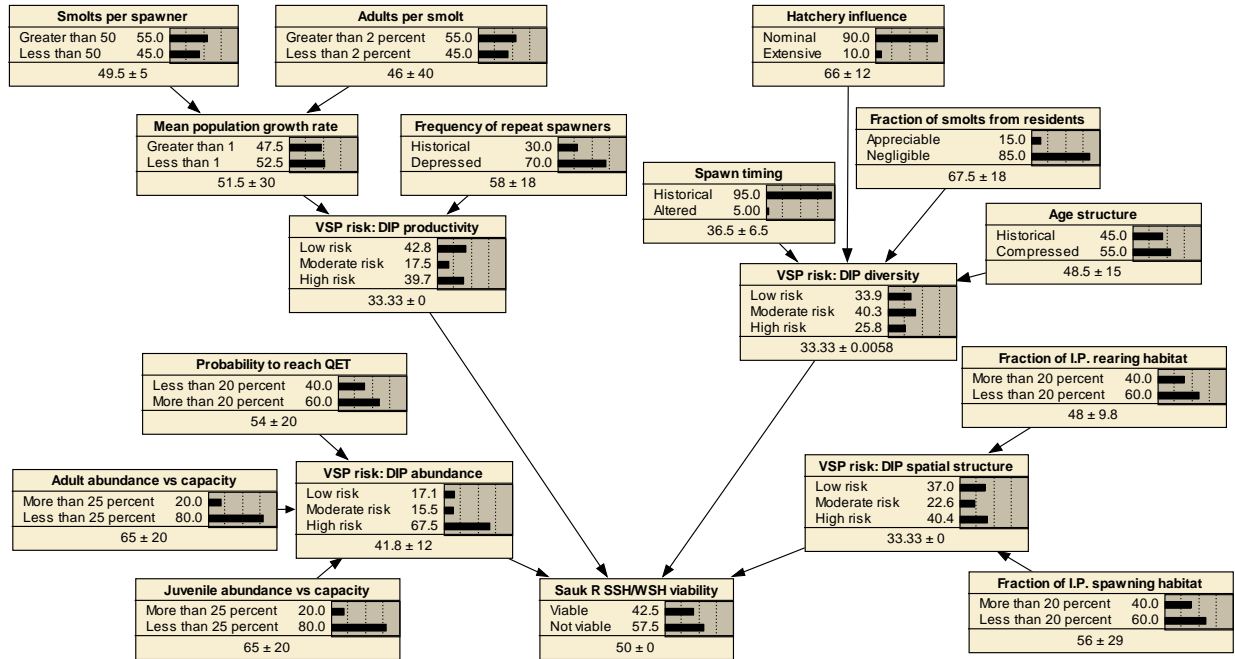 Smolts per spawner
Greater than 50 55.0
Less than 50 45.0
49.5 ± 5
Adults per smolt
Greater than 2 percent 55.0
Less than 2 percent 45.0
46 ± 40
Hatchery influence
Nominal 90.0
Extensive 10.0
66 ± 12
Mean population growth rate
Greater than 1 47.5
Less than 1 52.5
51.5 ± 30
Frequency of repeat spawners
Historical 30.0
Depressed 70.0
58 ± 18
Fraction of smolts from residents
Appreciable 15.0
Negligible 85.0
67.5 ± 18
Spawn timing
Historical 95.0
Altered 5.00
36.5 ± 6.5
Age structure
Historical 45.0
Compressed 55.0
48.5 ± 15
VSP risk: DIP productivity
Low risk 42.8
Moderate risk 17.5
High risk 39.7
33.33 ± 0
VSP risk: DIP diversity
Low risk 33.9
Moderate risk 40.3
High risk 25.8
33.33 ± 0.0058
Probability to reach QET
Less than 20 percent 40.0
More than 20 percent 60.0
54 ± 20
Fraction of I.P. rearing habitat
More than 20 percent 40.0
Less than 20 percent 60.0
48 ± 9.8
Adult abundance vs capacity
More than 25 percent 20.0
Less than 25 percent 80.0
65 ± 20
VSP risk: DIP abundance
Low risk 17.1
Moderate risk 15.5
High risk 67.5
41.8 ± 12
VSP risk: DIP spatial structure
Low risk 37.0
Moderate risk 22.6
High risk 40.4
33.33 ± 0
Juvenile abundance vs capacity
More than 25 percent 20.0
Less than 25 percent 80.0
65 ± 20
Sauk R SSH/WSH viability
Viable 42.5
Not viable 57.5
50 ± 0
Fraction of I.P. spawning habitat
More than 20 percent 40.0
Less than 20 percent 60.0
56 ± 29